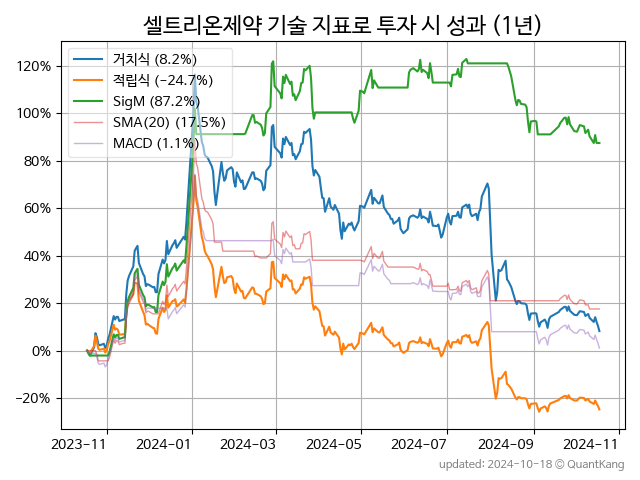 셀트리온제약 기술 지표로 투자 시 성과 (1년)
거치식 (8.2%)
적립식 (−24.7%)
SigM (87.2%)
SMA(20) (17.5%)
MACD (1.1%)
120%
100%
80%
60%
40%
20%
0%
−20%
2023-11 2024-01 2024-03 2024-05 2024-07 2024-09 2024-11
updated: 2024-10-18 © QuantKang